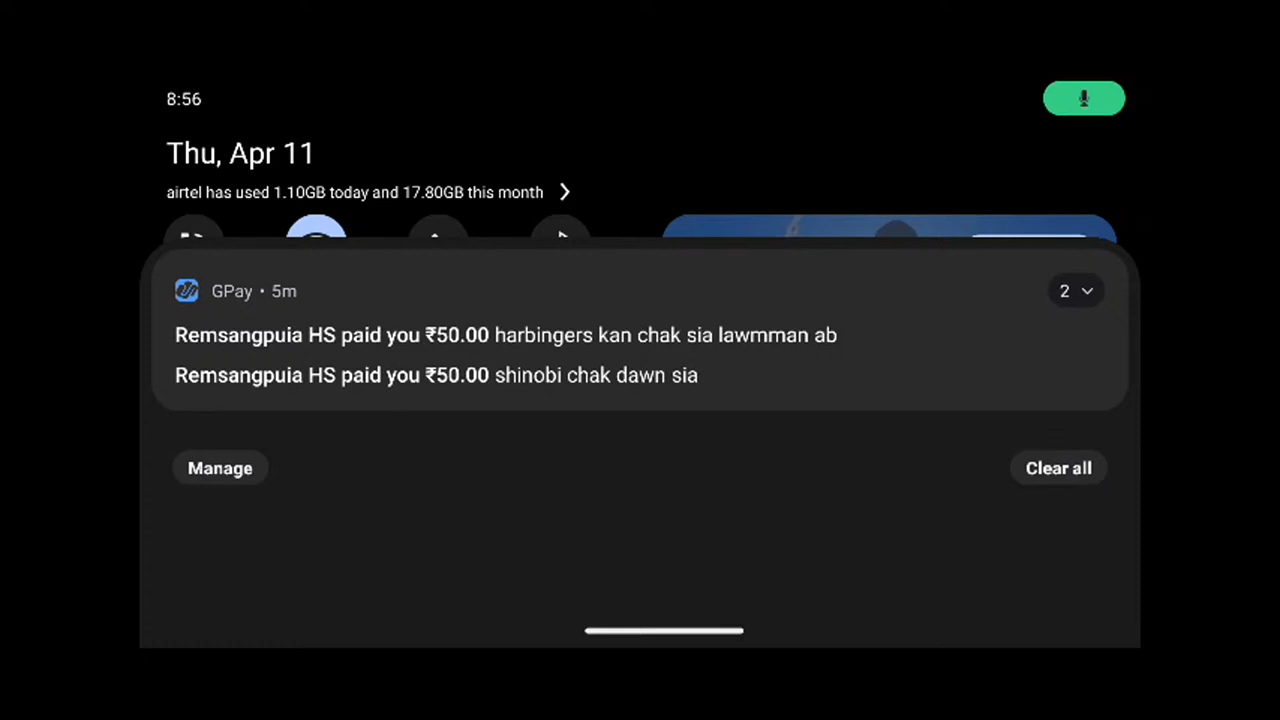 8:56
Thu, Apr 11
airtel has used 1.10GB today and 17.80GB this month
GPay • 5m
2
Remsangpuia HS paid you ₹50.00 harbingers kan chak sia lawmman ab
Remsangpuia HS paid you ₹50.00 shinobi chak dawn sia
Manage
Clear all